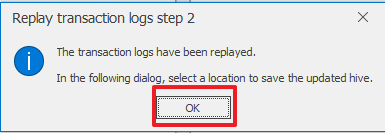 Replay transaction logs step 2
The transaction logs have been replayed.
In the following dialog, select a location to save the updated hive.
OK